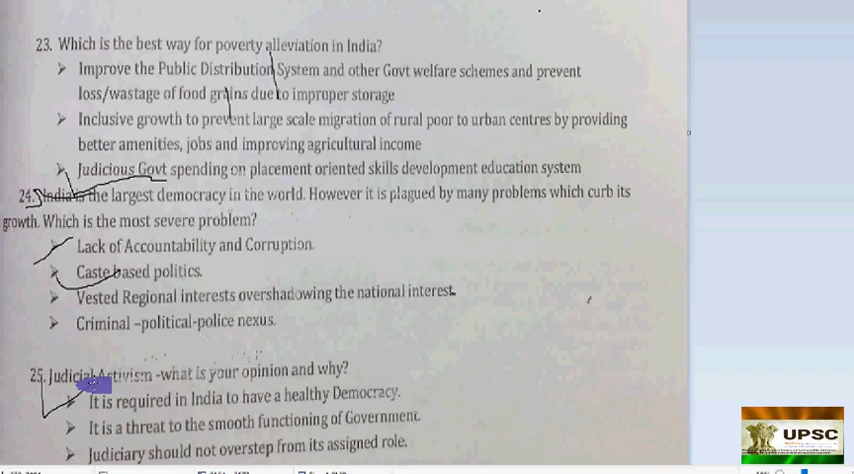 23. Which is the best way for poverty alleviation in India?
➢ Improve the Public Distribution System and other Govt welfare schemes and prevent
loss/wastage of food grains due to improper storage
➢ Inclusive growth to prevent large scale migration of rural poor to urban centres by providing
better amenities, jobs and improving agricultural income
➢ Judicious Govt spending on placement oriented skills development education system
24. India is the largest democracy in the world. However it is plagued by many problems which curb its
growth. Which is the most severe problem?
➢ Lack of Accountability and Corruption.
➢ Caste based politics.
➢ Vested Regional interests overshadowing the national interest.
➢ Criminal –political-police nexus.
25. Judicial Activism -what is your opinion and why?
➢ It is required in India to have a healthy Democracy.
➢ It is a threat to the smooth functioning of Government.
➢ Judiciary should not overstep from its assigned role.
UPSC